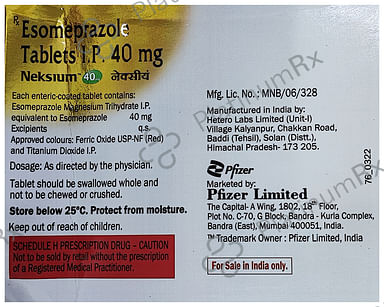 Rx
Esomeprazole
Tablets I.P. 40 mg
Neksium 40 नेक्सीयं
Each enteric-coated tablet contains:
Esomeprazole Magnesium Trihydrate I.P.
equivalent to Esomeprazole 40 mg
Excipients q.s.
Approved colours: Ferric Oxide USP-NF (Red)
and Titanium Dioxide I.P.
Dosage: As directed by the physician.
Tablet should be swallowed whole and
not to be chewed or crushed.
Store below 25°C. Protect from moisture.
Keep out of reach of children.
SCHEDULE H PRESCRIPTION DRUG – CAUTION
Not to be sold by retail without the prescription
of a Registered Medical Practitioner.
Mfg. Lic. No. : MNB/06/328
Manufactured in India by:
Hetero Labs Limited (Unit-I)
Village Kalyanpur, Chakkan Road,
Baddi (Tehsil), Solan (Distt.),
Himachal Pradesh- 173 205.
Pfizer
Marketed by:
Pfizer Limited
The Capital- A Wing, 1802, 18th Floor,
Plot No. C-70, G Block, Bandra - Kurla Complex,
Bandra (East), Mumbai 400051, India.
TM Trademark Owner : Pfizer Limited, India
For Sale in India only.
78_0322
PlatinumRx